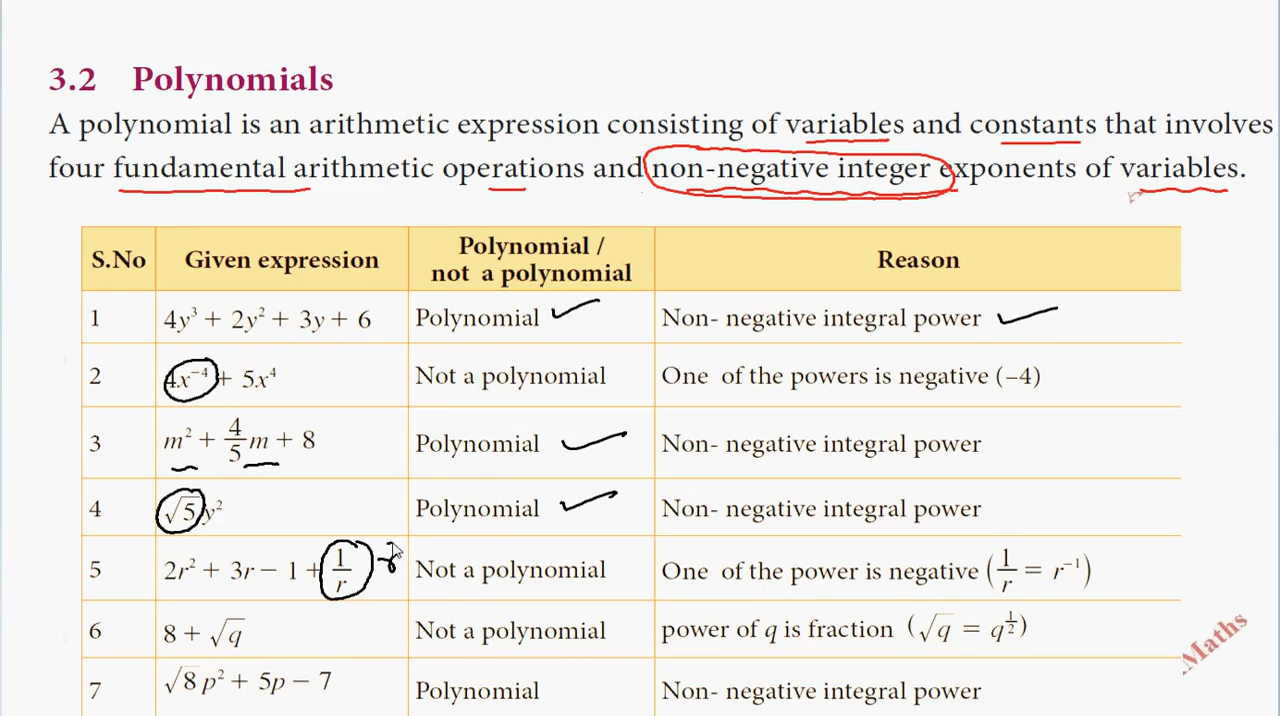 3.2 Polynomials
A polynomial is an arithmetic expression consisting of variables and constants that involves
four fundamental arithmetic operations and non-negative integer exponents of variables.
S.No Given expression Polynomial / not a polynomial Reason
1 4y³ + 2y² + 3y + 6 Polynomial Non- negative integral power
2 4x⁻⁴ + 5x⁴ Not a polynomial One of the powers is negative (−4)
3 m² + 4/5 m + 8 Polynomial Non- negative integral power
4 √5y² Polynomial Non- negative integral power
5 2r² + 3r − 1 + 1/r Not a polynomial One of the power is negative (1/r = r⁻¹)
6 8 + √q Not a polynomial power of q is fraction (√q = q^½)
7 √8 p² + 5p − 7 Polynomial Non- negative integral power
Maths